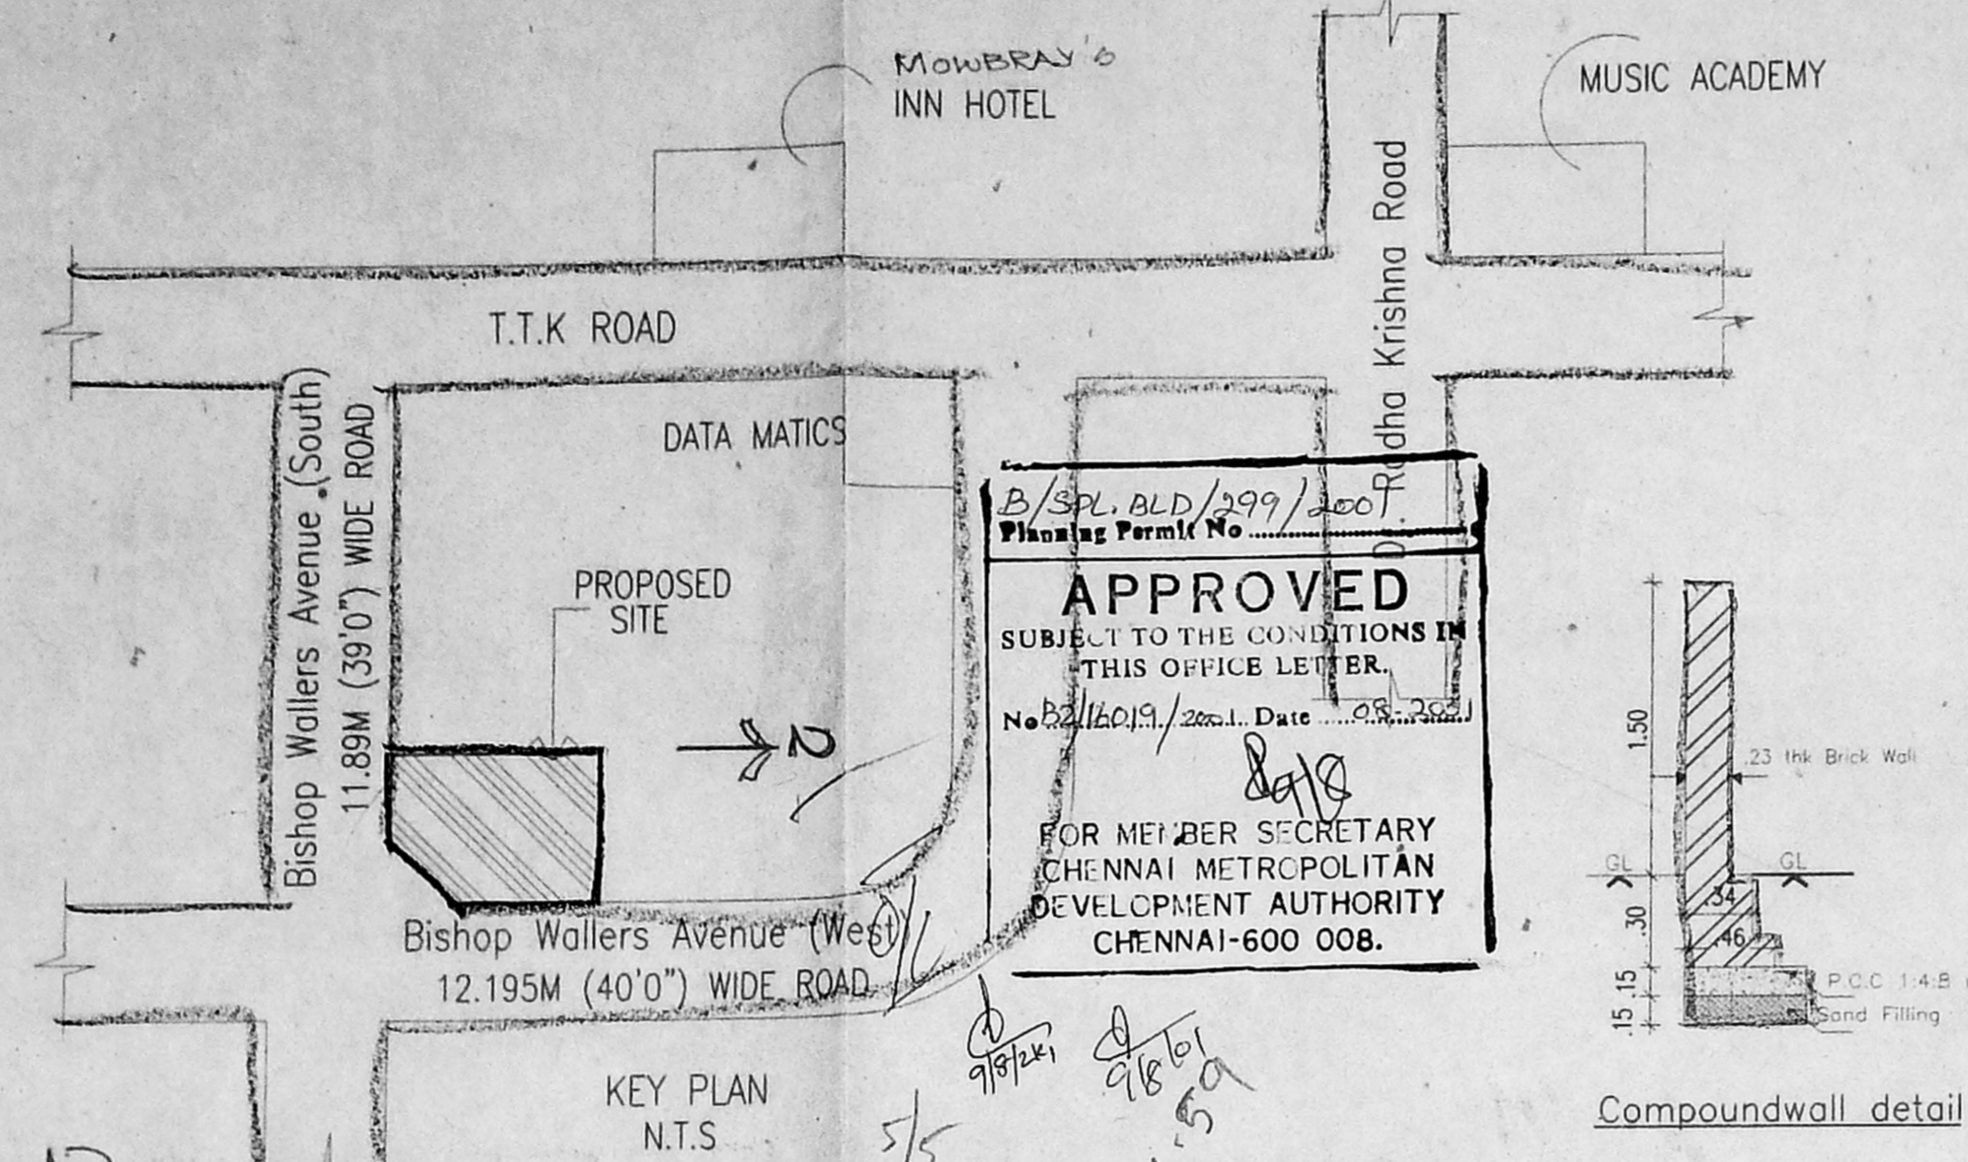 MOWBRAY'S
INN HOTEL
MUSIC ACADEMY
T.T.K ROAD
Dr. Radha Krishna Road
Bishop Wallers Avenue (South)
11.89M (39'0") WIDE ROAD
DATA MATICS
PROPOSED
SITE
N
Bishop Wallers Avenue (West)
12.195M (40'0") WIDE ROAD
KEY PLAN
N.T.S
B/SPL. BLD/299/2001
Planning Permit No
APPROVED
SUBJECT TO THE CONDITIONS IN
THIS OFFICE LETTER.
No B2/16019/2001 Date 08-2001
FOR MEMBER SECRETARY
CHENNAI METROPOLITAN
DEVELOPMENT AUTHORITY
CHENNAI-600 008.
9/8/2k1
9/8/01
5/5
1.50
.23 thk Brick Wall
GL
GL
.34
.30
.46
.15
.15
P.C.C 1:4:8
Sand Filling
Compoundwall detail